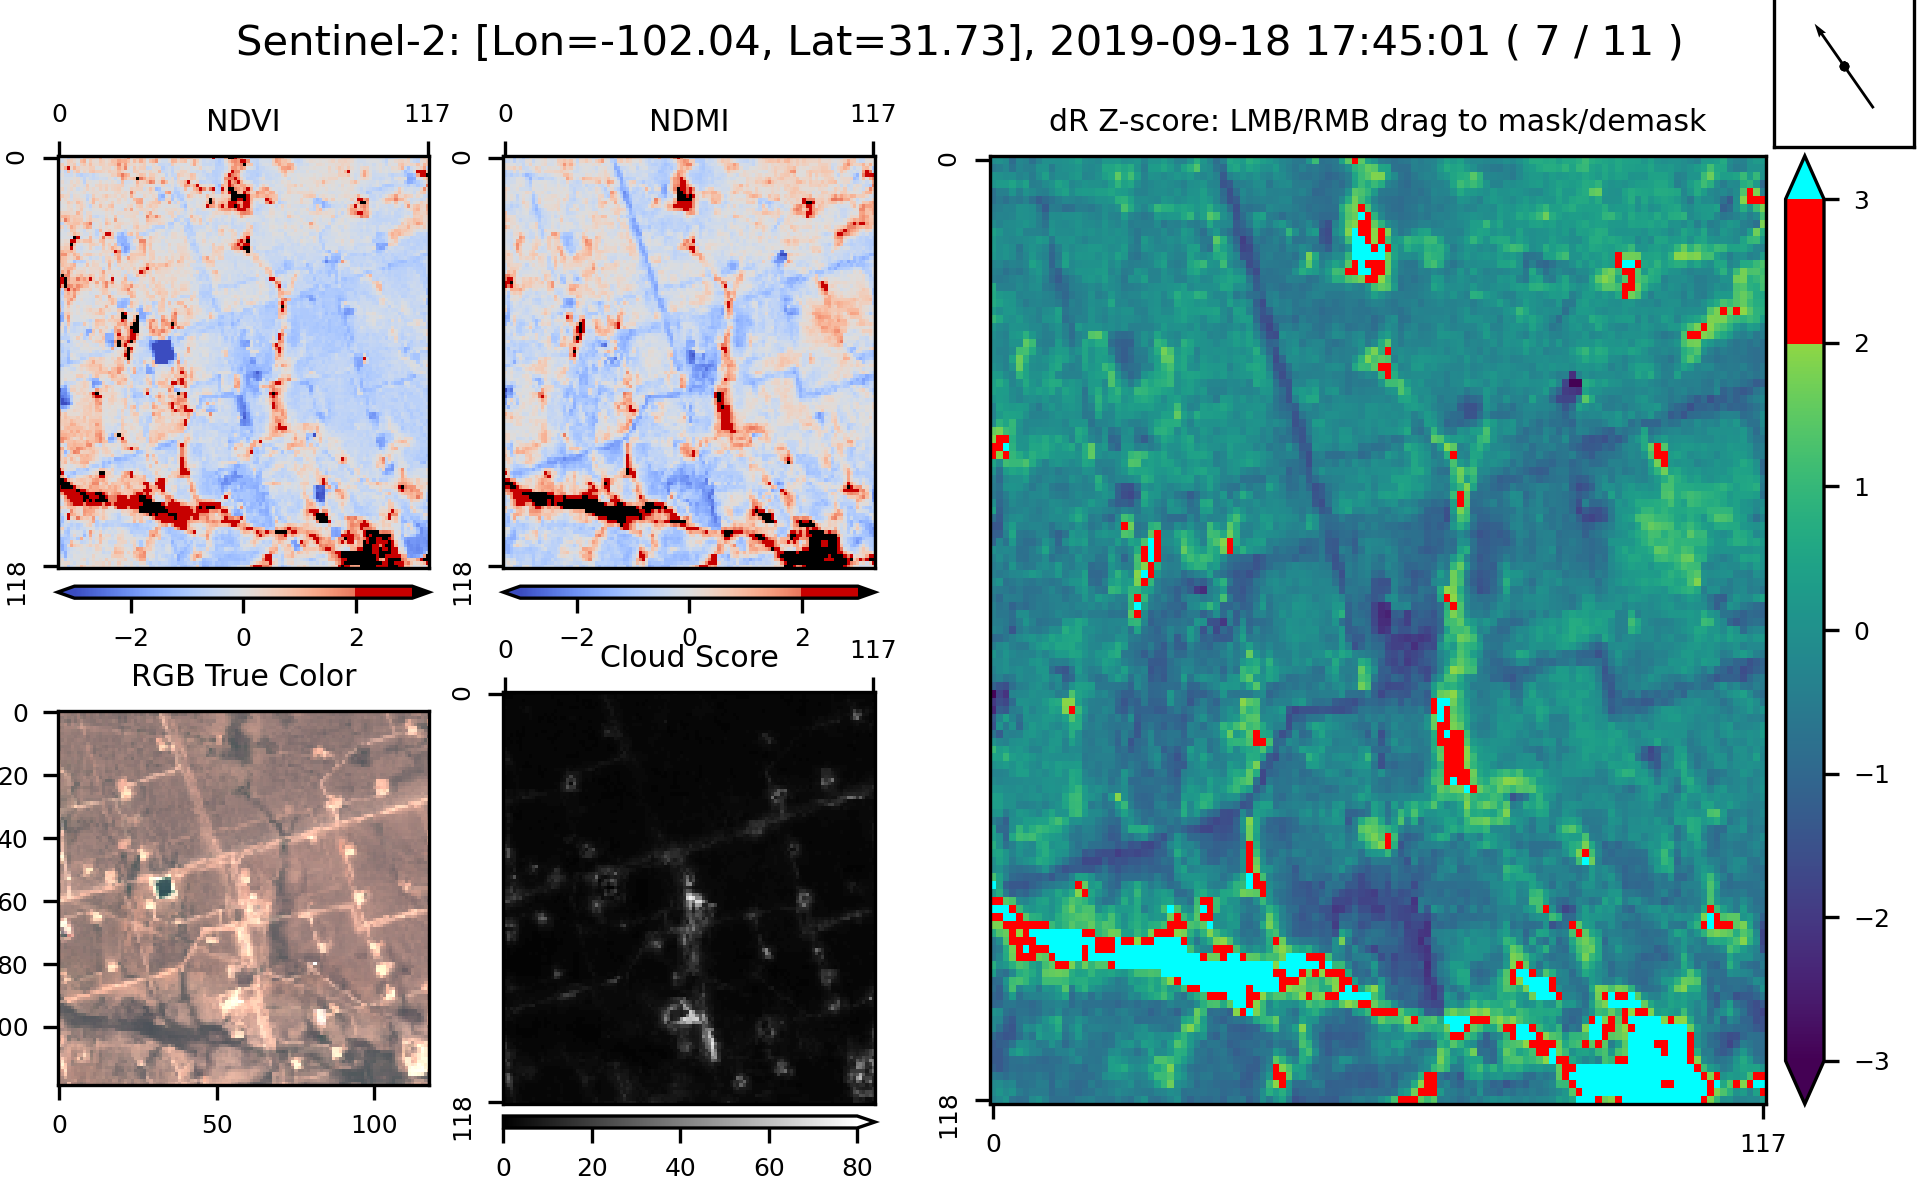 Sentinel-2: [Lon=-102.04, Lat=31.73], 2019-09-18 17:45:01 ( 7 / 11 )
0 NDVI 117
0
118
−2 0 2
0 NDMI 117
0
118
−2 0 2
dR Z-score: LMB/RMB drag to mask/demask
0
118
0 117
3
2
1
0
−1
−2
−3
RGB True Color
0
20
40
60
80
00
0 50 100
0 Cloud Score 117
0
118
0 20 40 60 80